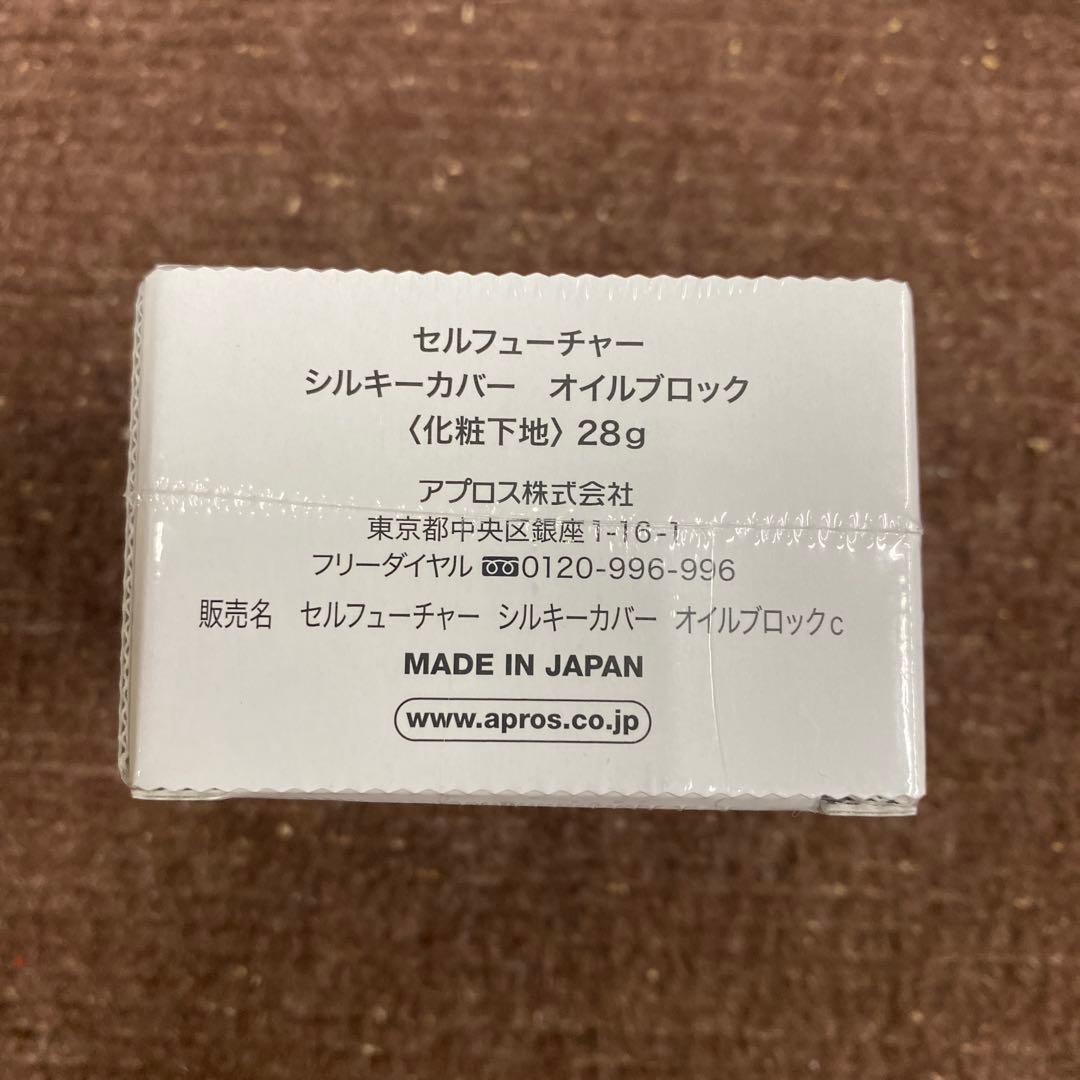 セルフューチャー
シルキーカバー　オイルブロック
〈化粧下地〉28g
アプロス株式会社
東京都中央区銀座1-16-1
フリーダイヤル 0120-996-996
販売名　セルフューチャー　シルキーカバー　オイルブロックc
MADE IN JAPAN
www.apros.co.jp